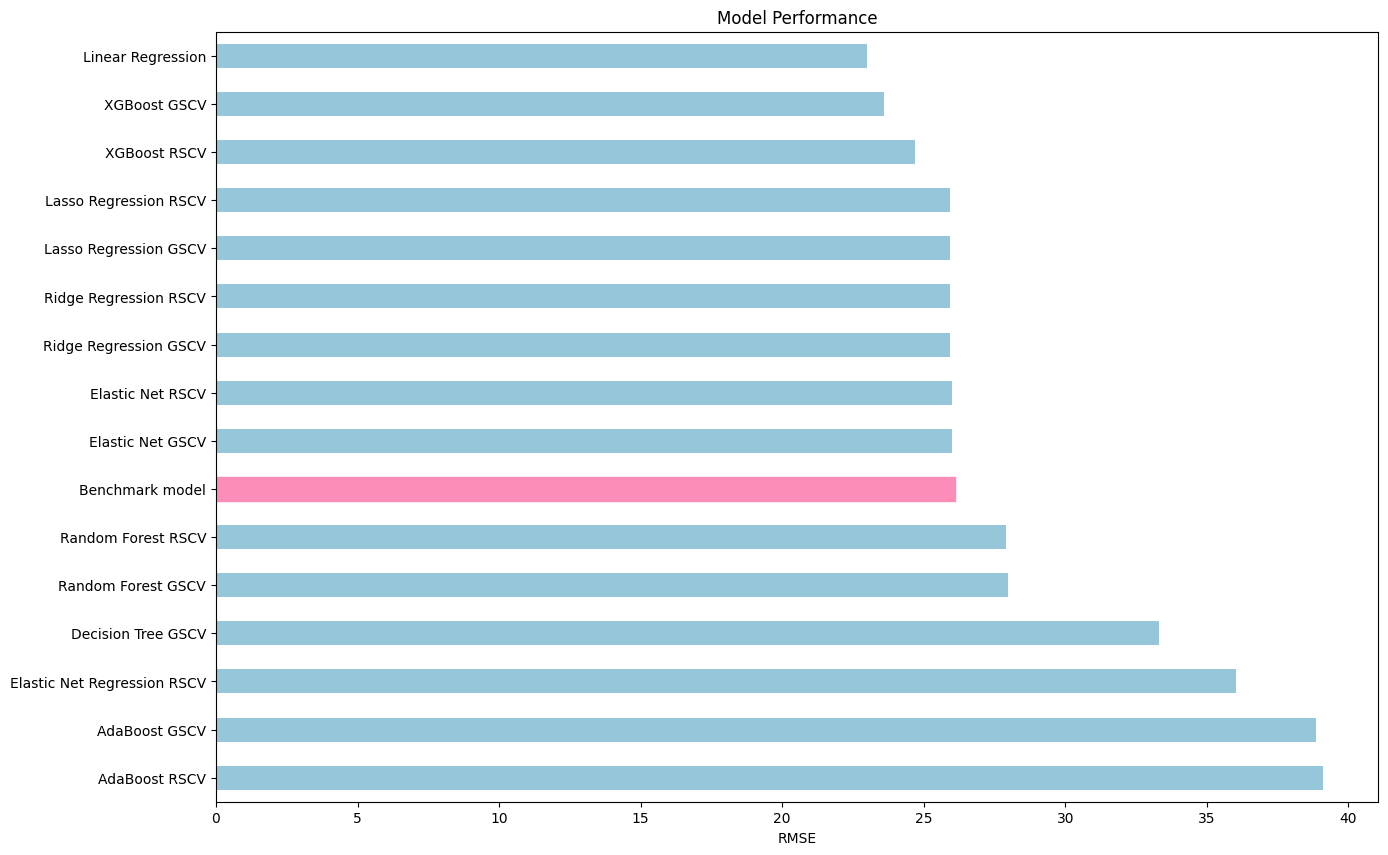 Model Performance
Linear Regression
XGBoost GSCV
XGBoost RSCV
Lasso Regression RSCV
Lasso Regression GSCV
Ridge Regression RSCV
Ridge Regression GSCV
Elastic Net RSCV
Elastic Net GSCV
Benchmark model
Random Forest RSCV
Random Forest GSCV
Decision Tree GSCV
Elastic Net Regression RSCV
AdaBoost GSCV
AdaBoost RSCV
0 5 10 15 20 25 30 35 40
RMSE